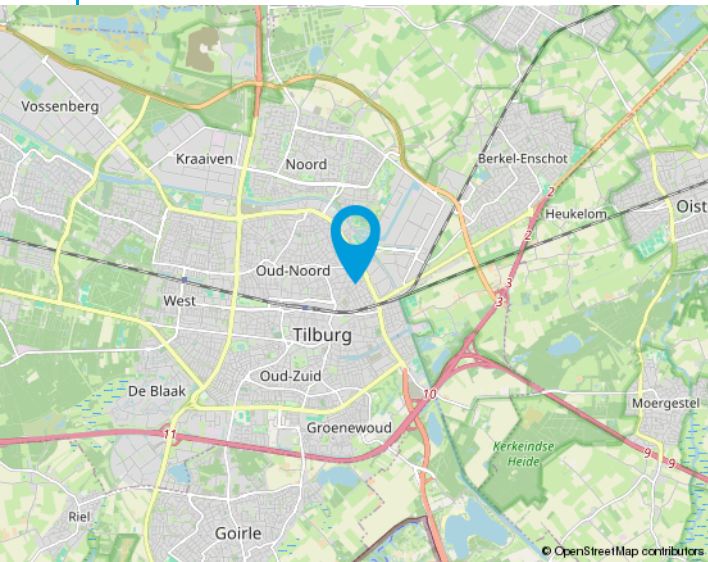 Vossenberg
Kraaiven
Noord
Berkel-Enschot
2
Heukelom
Oist
2
Oud-Noord
3
3
West
Tilburg
Oud-Zuid
De Blaak
10
Moergestel
Groenewoud
11
Kerkeindse
Heide
9
9
Riel
Goirle
© OpenStreetMap contributors